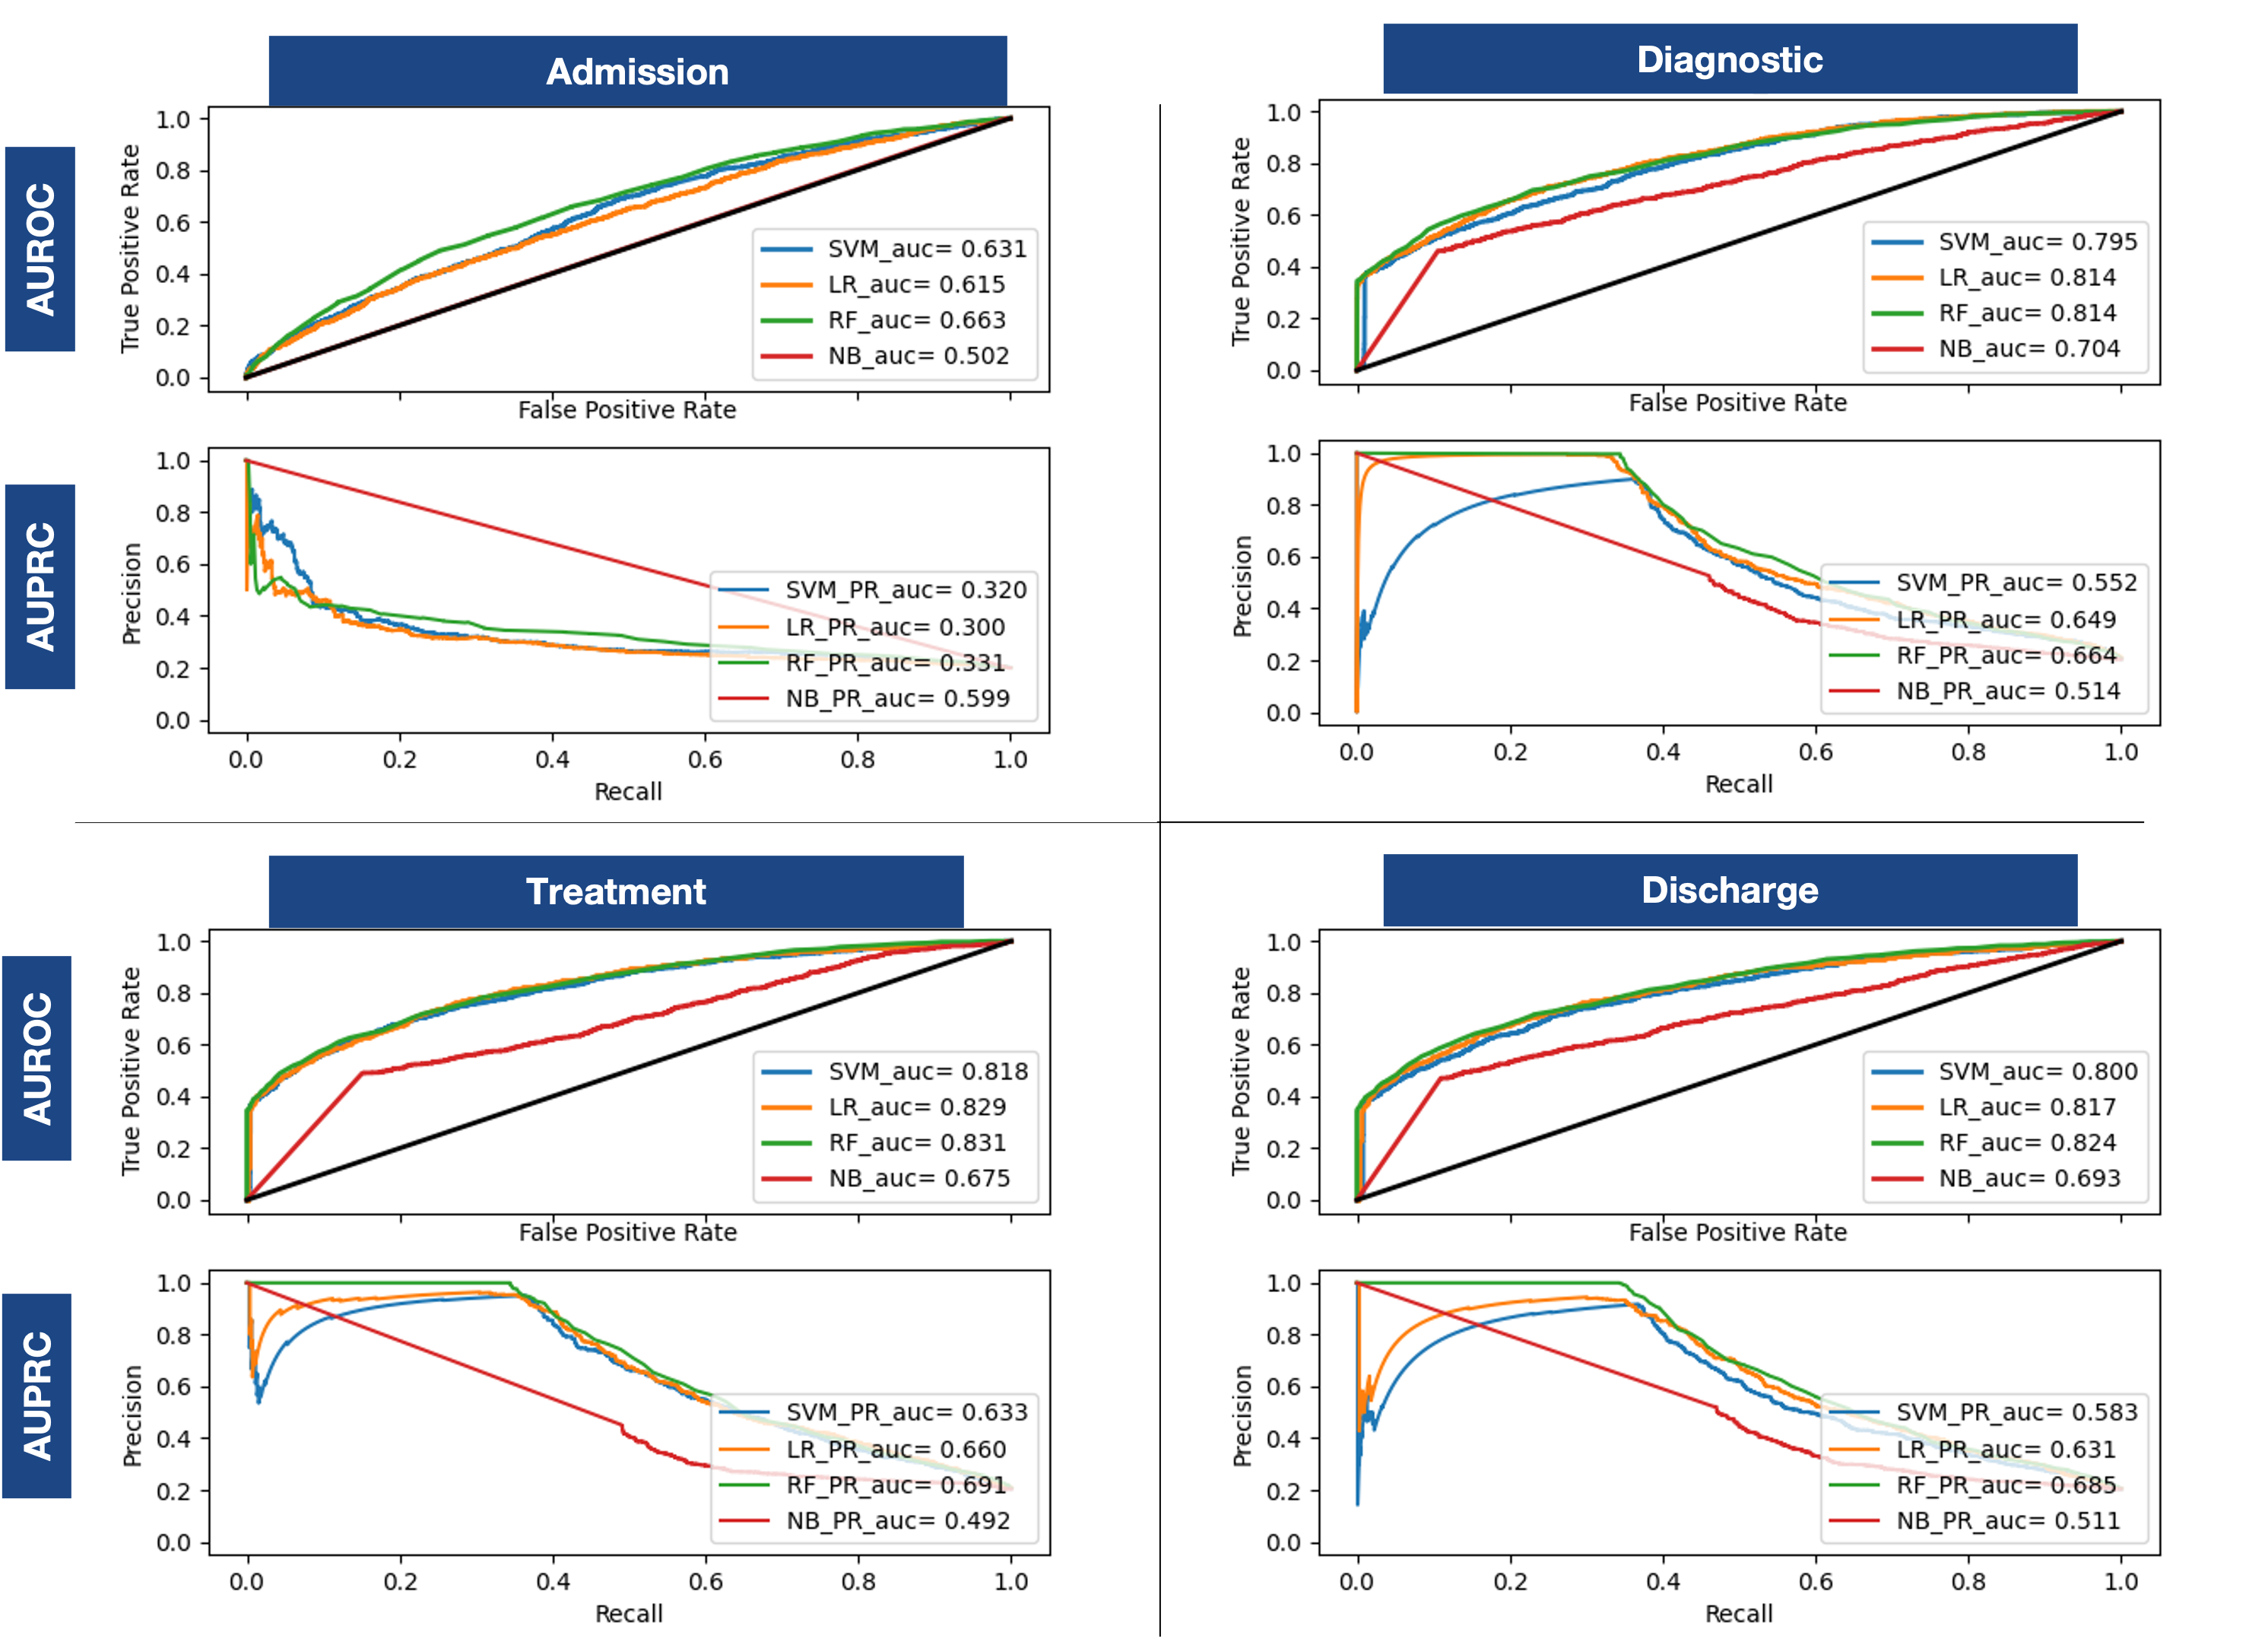 Admission
AUROC
1.0
0.8
0.6
0.4
0.2
0.0
True Positive Rate
SVM_auc= 0.631
LR_auc= 0.615
RF_auc= 0.663
NB_auc= 0.502
False Positive Rate
AUPRC
1.0
0.8
0.6
0.4
0.2
0.0
Precision
SVM_PR_auc= 0.320
LR_PR_auc= 0.300
RF_PR_auc= 0.331
NB_PR_auc= 0.599
0.0 0.2 0.4 0.6 0.8 1.0
Recall
Diagnostic
1.0
0.8
0.6
0.4
0.2
0.0
True Positive Rate
SVM_auc= 0.795
LR_auc= 0.814
RF_auc= 0.814
NB_auc= 0.704
False Positive Rate
1.0
0.8
0.6
0.4
0.2
0.0
Precision
SVM_PR_auc= 0.552
LR_PR_auc= 0.649
RF_PR_auc= 0.664
NB_PR_auc= 0.514
0.0 0.2 0.4 0.6 0.8 1.0
Recall
Treatment
AUROC
1.0
0.8
0.6
0.4
0.2
0.0
True Positive Rate
SVM_auc= 0.818
LR_auc= 0.829
RF_auc= 0.831
NB_auc= 0.675
False Positive Rate
AUPRC
1.0
0.8
0.6
0.4
0.2
0.0
Precision
SVM_PR_auc= 0.633
LR_PR_auc= 0.660
RF_PR_auc= 0.691
NB_PR_auc= 0.492
0.0 0.2 0.4 0.6 0.8 1.0
Recall
Discharge
1.0
0.8
0.6
0.4
0.2
0.0
True Positive Rate
SVM_auc= 0.800
LR_auc= 0.817
RF_auc= 0.824
NB_auc= 0.693
False Positive Rate
1.0
0.8
0.6
0.4
0.2
0.0
Precision
SVM_PR_auc= 0.583
LR_PR_auc= 0.631
RF_PR_auc= 0.685
NB_PR_auc= 0.511
0.0 0.2 0.4 0.6 0.8 1.0
Recall